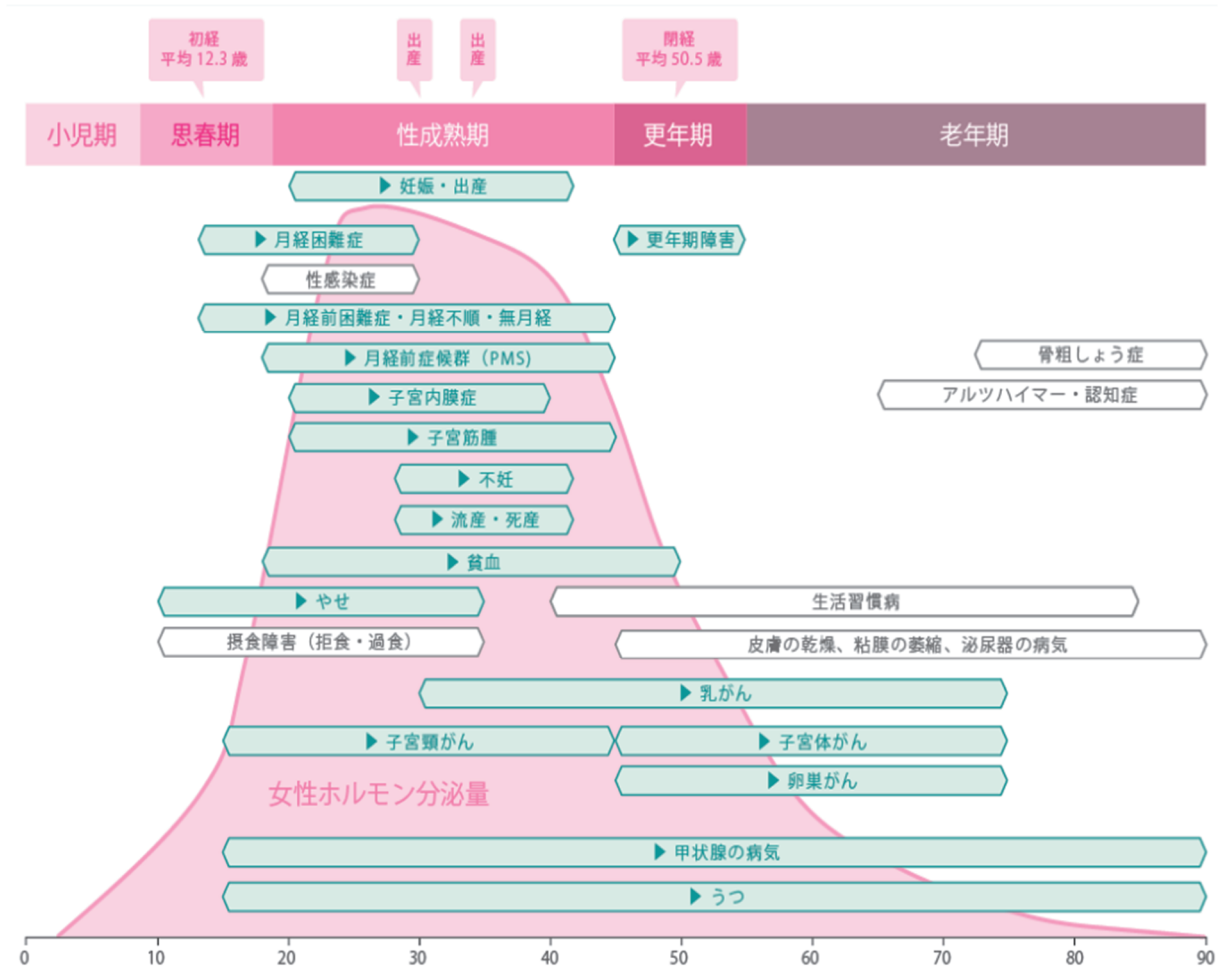 初経
平均 12.3 歳
出産
出産
閉経
平均 50.5 歳
小児期
思春期
性成熟期
更年期
老年期
▶ 妊娠・出産
▶ 月経困難症
▶ 更年期障害
性感染症
▶ 月経前困難症・月経不順・無月経
▶ 月経前症候群（PMS)
骨粗しょう症
▶ 子宮内膜症
アルツハイマー・認知症
▶ 子宮筋腫
▶ 不妊
▶ 流産・死産
▶ 貧血
▶ やせ
生活習慣病
摂食障害（拒食・過食）
皮膚の乾燥、粘膜の萎縮、泌尿器の病気
▶ 乳がん
▶ 子宮頸がん
▶ 子宮体がん
▶ 卵巣がん
女性ホルモン分泌量
▶ 甲状腺の病気
▶ うつ
0 10 20 30 40 50 60 70 80 90